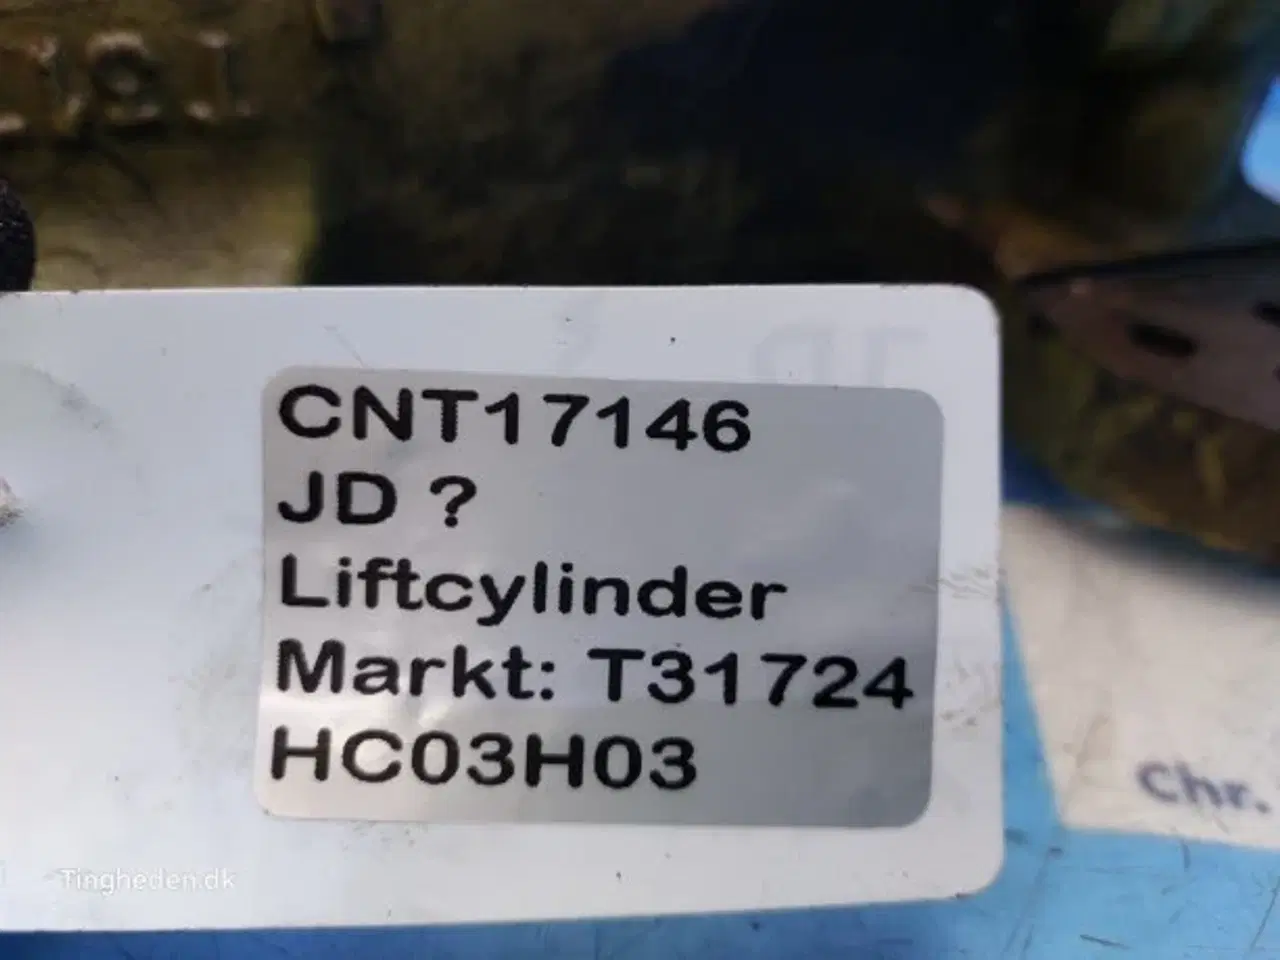 CNT17146
JD ?
Liftcylinder
Markt: T31724
HC03H03
Chr.
Tingheden.dk